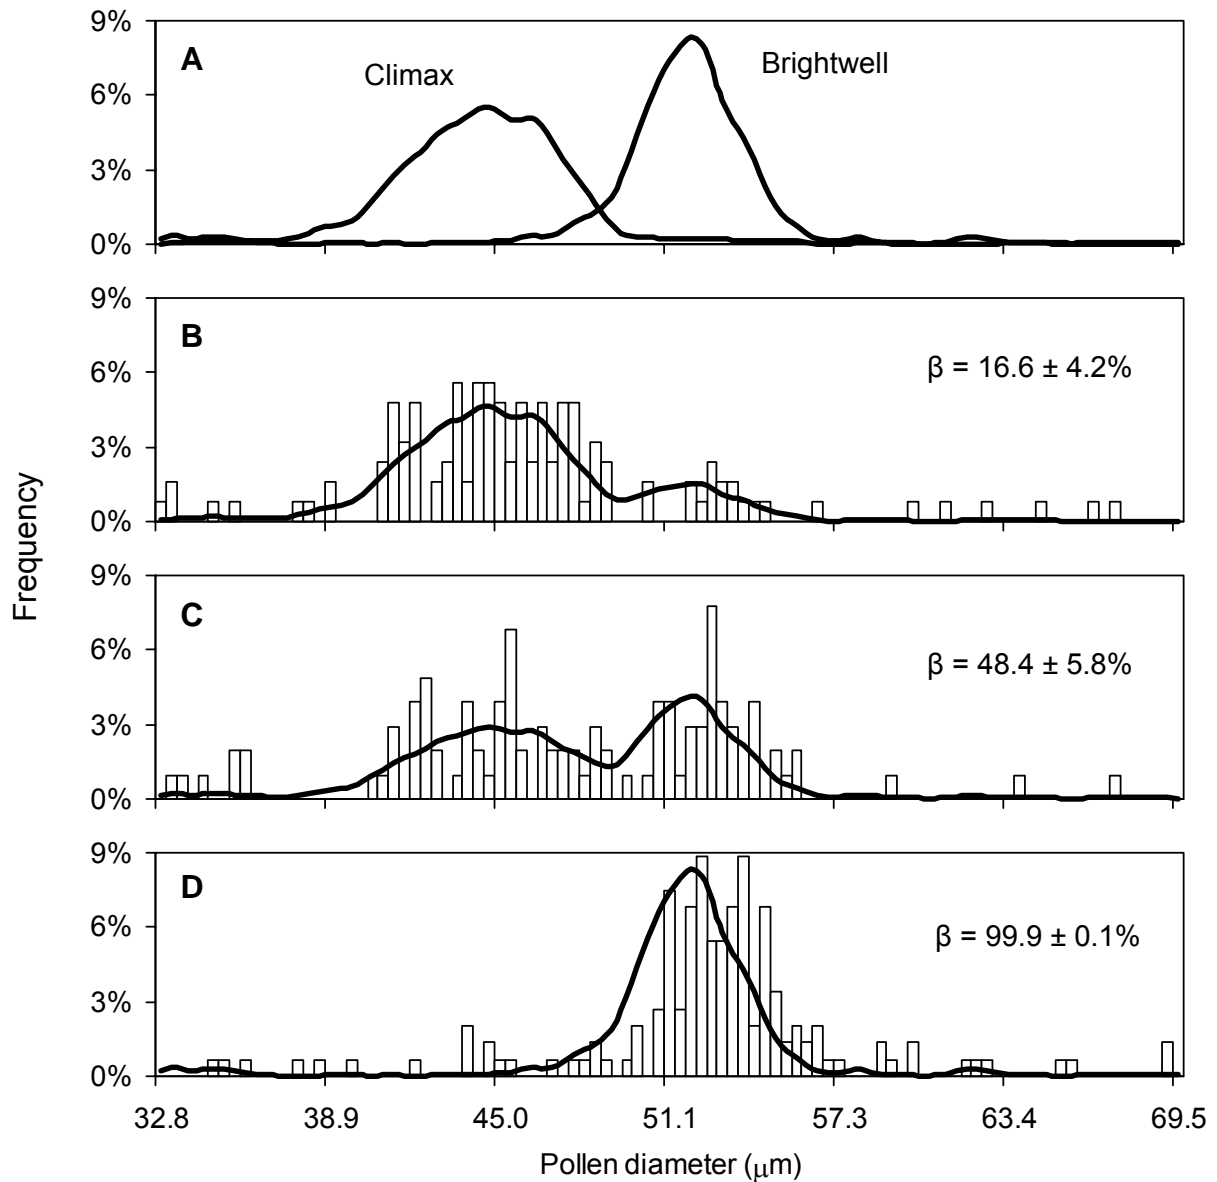 9%
A
Climax
Brightwell
6%
3%
0%
9%
B
β = 16.6 ± 4.2%
6%
3%
0%
Frequency
9%
C
β = 48.4 ± 5.8%
6%
3%
0%
9%
D
β = 99.9 ± 0.1%
6%
3%
0%
32.8 38.9 45.0 51.1 57.3 63.4 69.5
Pollen diameter (μm)